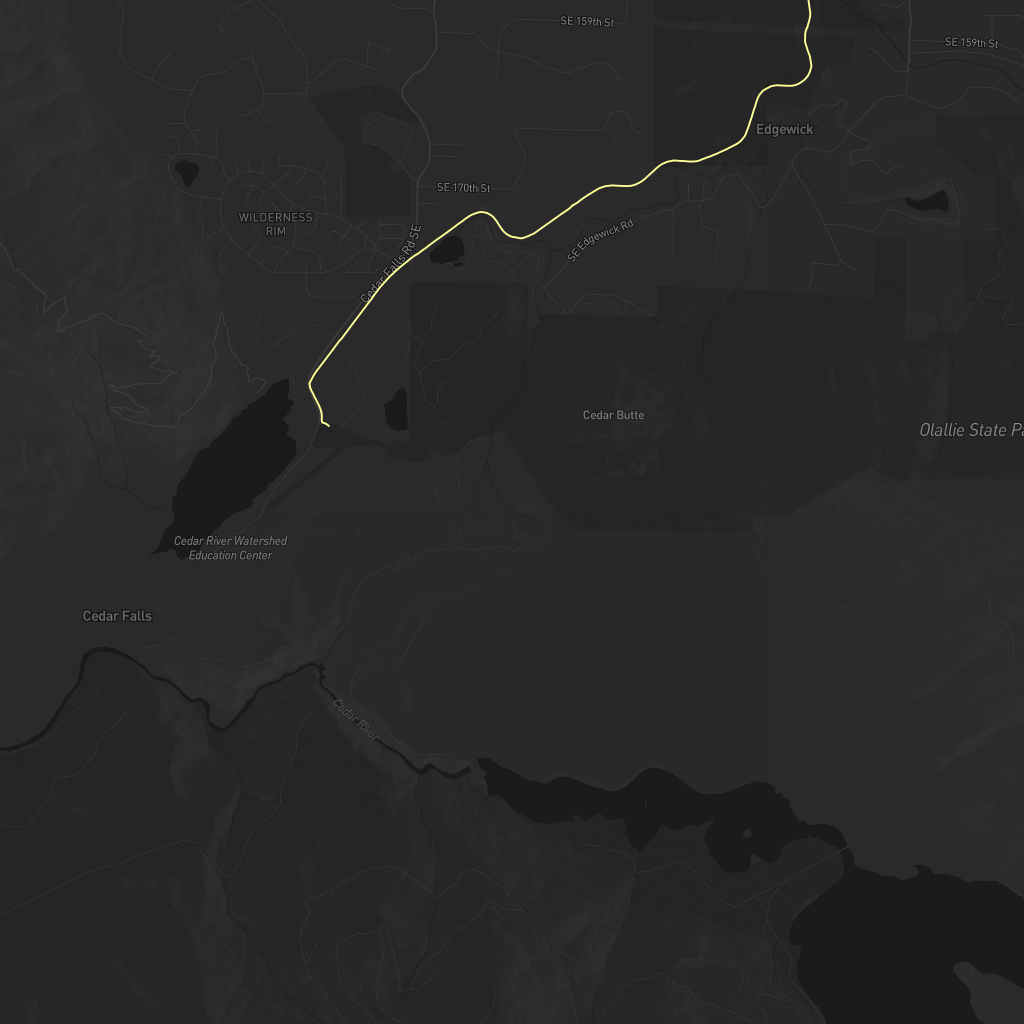 SE 159th St
SE 159th St
Edgewick
SE 170th St
WILDERNESS
RIM
Cedar Falls Rd SE
SE Edgewick Rd
Cedar Butte
Olallie State Pa
Cedar River Watershed
Education Center
Cedar Falls
Cedar River